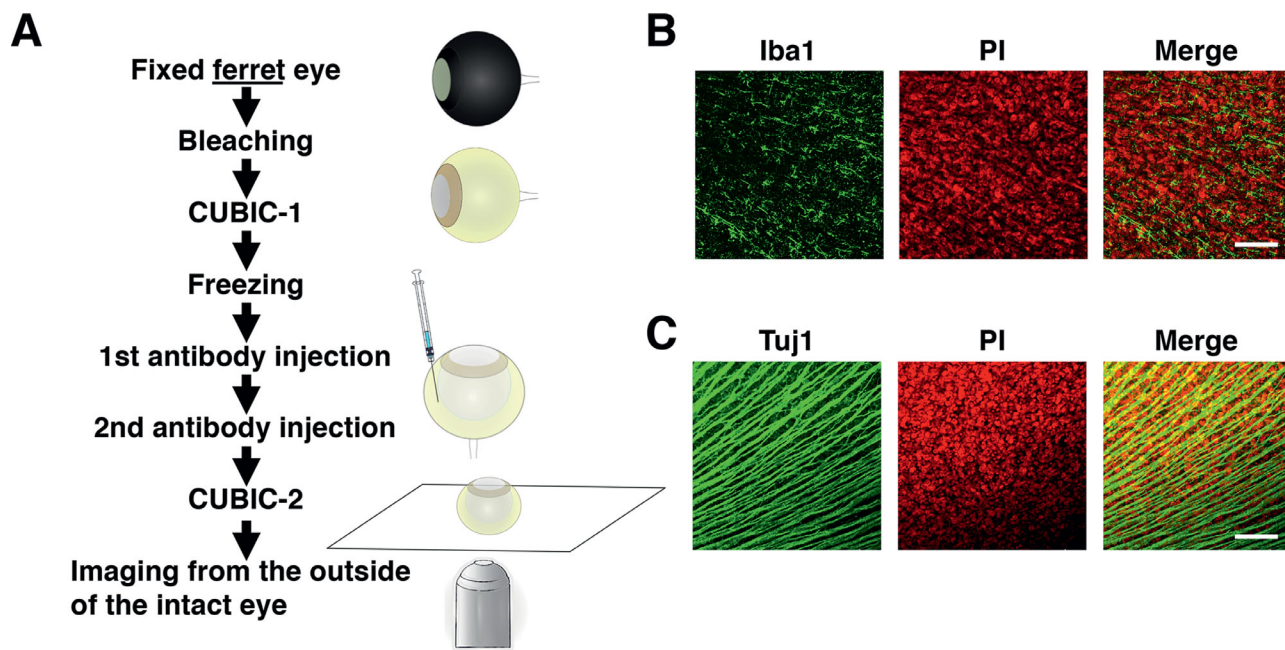 A
Fixed ferret eye
Bleaching
CUBIC-1
Freezing
1st antibody injection
2nd antibody injection
CUBIC-2
Imaging from the outside
of the intact eye
B
Iba1 PI Merge
C
Tuj1 PI Merge